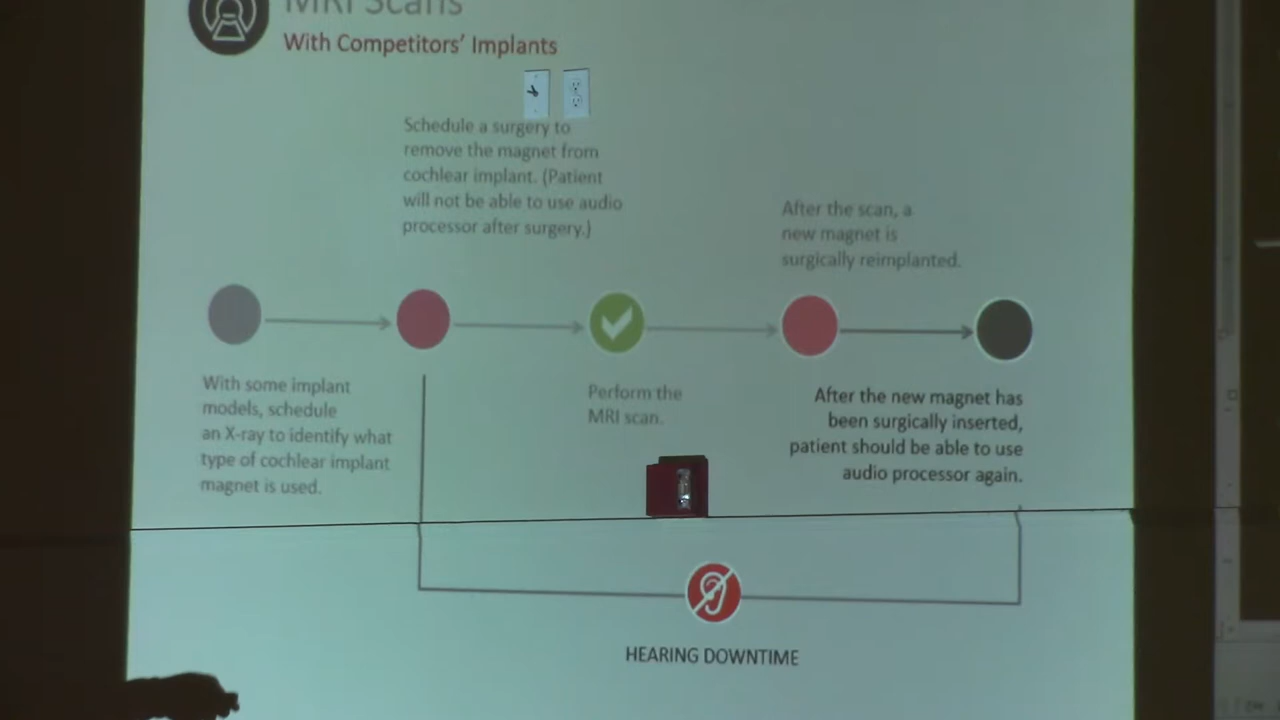 MRI Scans
With Competitors' Implants
Schedule a surgery to
remove the magnet from
cochlear implant. (Patient
will not be able to use audio
processor after surgery.)
After the scan, a
new magnet is
surgically reimplanted.
With some implant
models, schedule
an X-ray to identify what
type of cochlear implant
magnet is used.
Perform the
MRI scan.
After the new magnet has
been surgically inserted,
patient should be able to use
audio processor again.
HEARING DOWNTIME